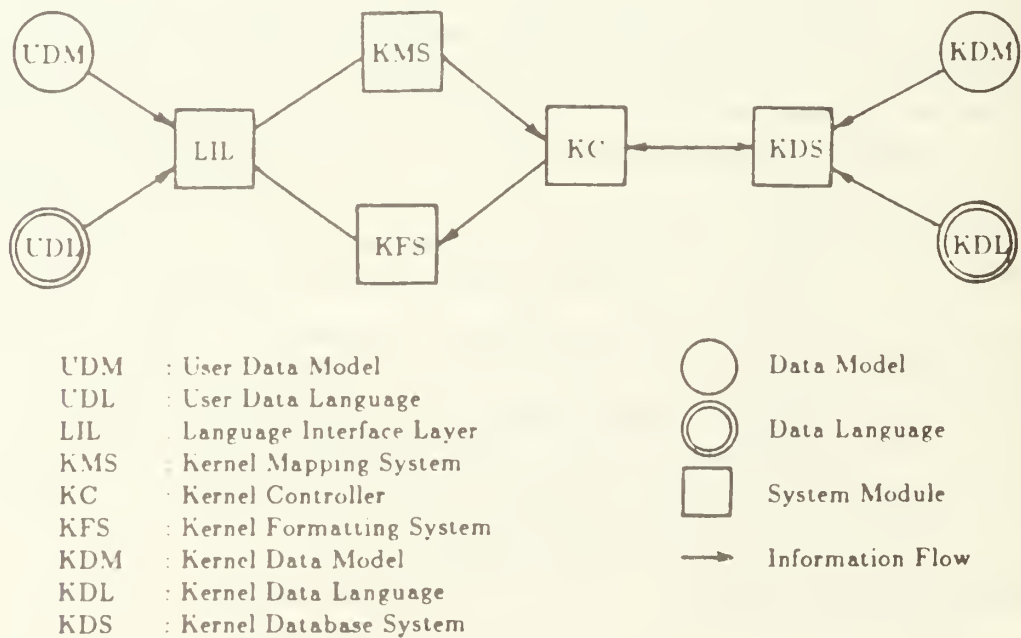 UDM
KMS
KDM
LIL
KC
KDS
UDL
KFS
KDL
UDM : User Data Model
UDL : User Data Language
LIL : Language Interface Layer
KMS : Kernel Mapping System
KC : Kernel Controller
KFS : Kernel Formatting System
KDM : Kernel Data Model
KDL : Kernel Data Language
KDS : Kernel Database System
Data Model
Data Language
System Module
Information Flow